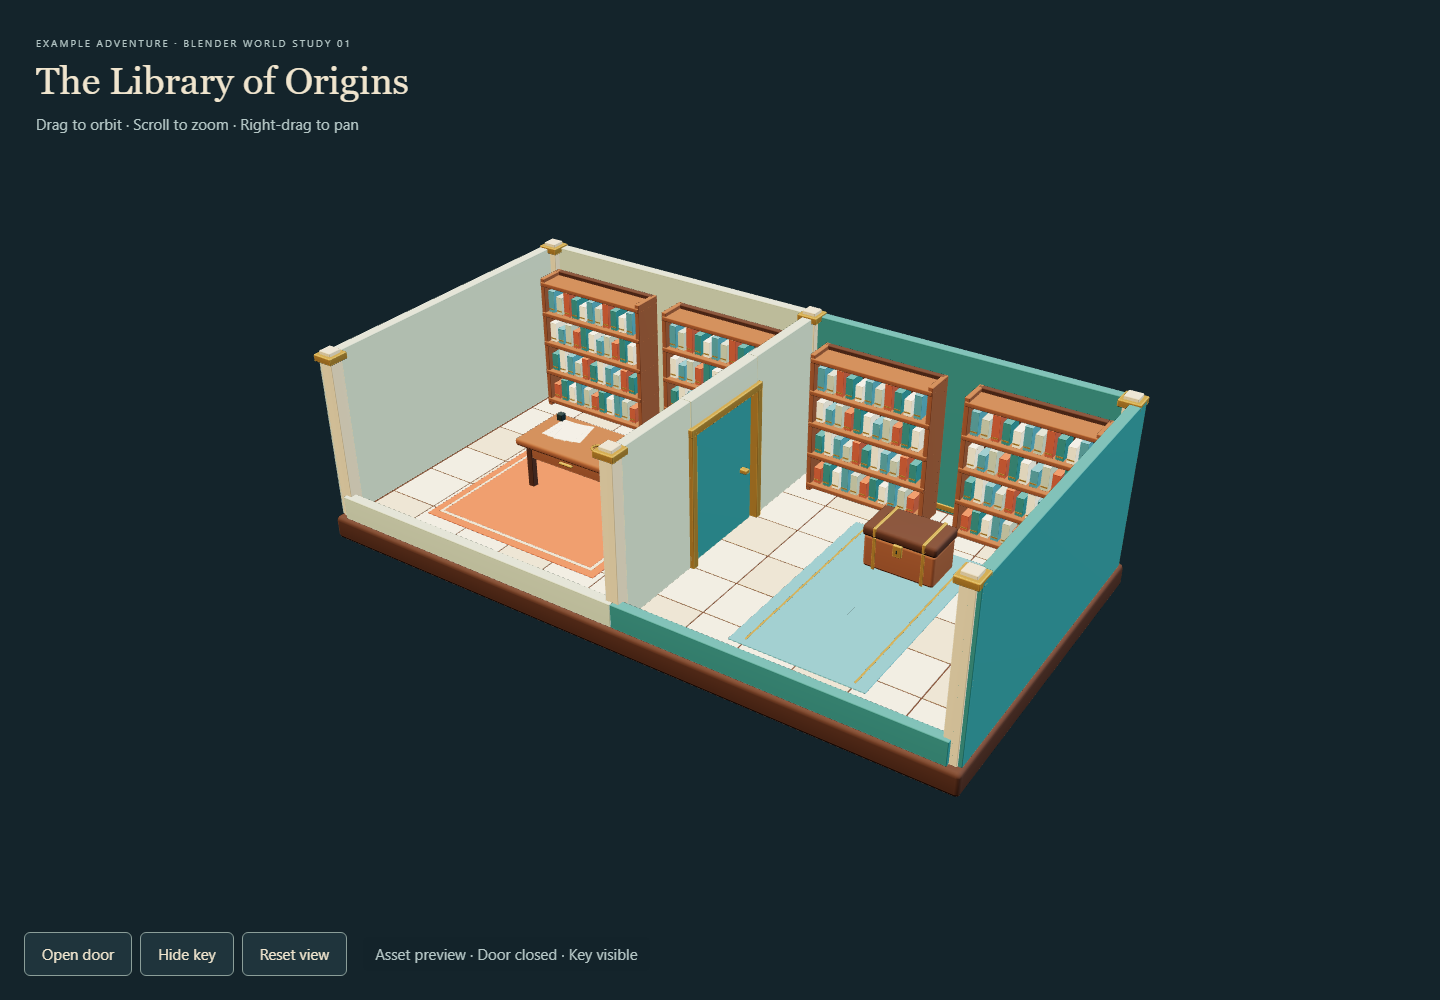 EXAMPLE ADVENTURE · BLENDER WORLD STUDY 01
The Library of Origins
Drag to orbit · Scroll to zoom · Right-drag to pan
Open door
Hide key
Reset view
Asset preview · Door closed · Key visible